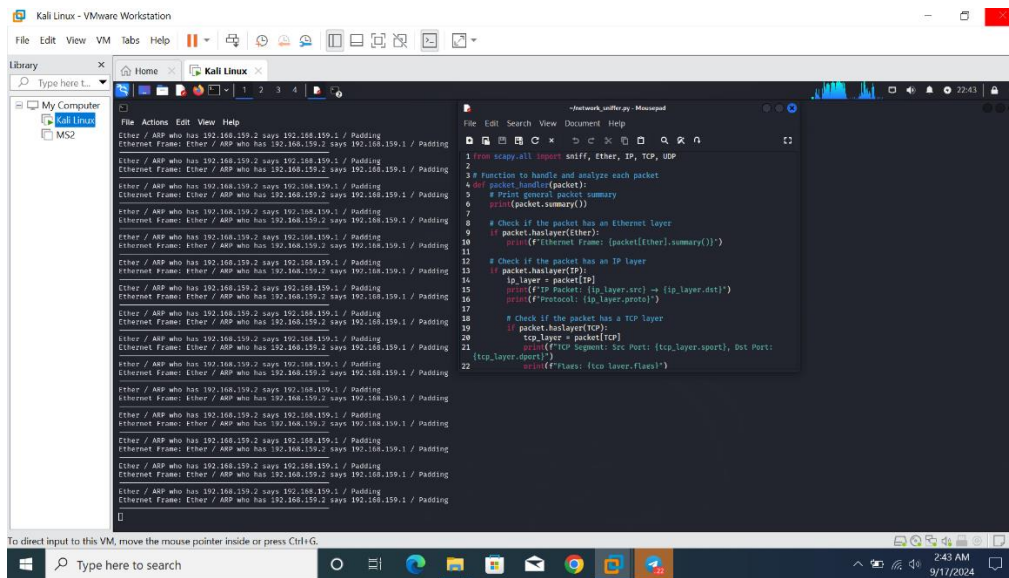 Kali Linux - VMware Workstation
File Edit View VM Tabs Help
Library
Type here t...
My Computer
Kali Linux
MS2
Home
Kali Linux
1 2 3 4
22:43
File Actions Edit View Help
Ether / ARP who has 192.168.159.2 says 192.168.159.1 / Padding
Ethernet Frame: Ether / ARP who has 192.168.159.2 says 192.168.159.1 / Padding
Ether / ARP who has 192.168.159.2 says 192.168.159.1 / Padding
Ethernet Frame: Ether / ARP who has 192.168.159.2 says 192.168.159.1 / Padding
Ether / ARP who has 192.168.159.2 says 192.168.159.1 / Padding
Ethernet Frame: Ether / ARP who has 192.168.159.2 says 192.168.159.1 / Padding
Ether / ARP who has 192.168.159.2 says 192.168.159.1 / Padding
Ethernet Frame: Ether / ARP who has 192.168.159.2 says 192.168.159.1 / Padding
Ether / ARP who has 192.168.159.2 says 192.168.159.1 / Padding
Ethernet Frame: Ether / ARP who has 192.168.159.2 says 192.168.159.1 / Padding
Ether / ARP who has 192.168.159.2 says 192.168.159.1 / Padding
Ethernet Frame: Ether / ARP who has 192.168.159.2 says 192.168.159.1 / Padding
Ether / ARP who has 192.168.159.2 says 192.168.159.1 / Padding
Ethernet Frame: Ether / ARP who has 192.168.159.2 says 192.168.159.1 / Padding
Ether / ARP who has 192.168.159.2 says 192.168.159.1 / Padding
Ethernet Frame: Ether / ARP who has 192.168.159.2 says 192.168.159.1 / Padding
Ether / ARP who has 192.168.159.2 says 192.168.159.1 / Padding
Ethernet Frame: Ether / ARP who has 192.168.159.2 says 192.168.159.1 / Padding
Ether / ARP who has 192.168.159.2 says 192.168.159.1 / Padding
Ethernet Frame: Ether / ARP who has 192.168.159.2 says 192.168.159.1 / Padding
Ether / ARP who has 192.168.159.2 says 192.168.159.1 / Padding
Ethernet Frame: Ether / ARP who has 192.168.159.2 says 192.168.159.1 / Padding
Ether / ARP who has 192.168.159.2 says 192.168.159.1 / Padding
Ethernet Frame: Ether / ARP who has 192.168.159.2 says 192.168.159.1 / Padding
Ether / ARP who has 192.168.159.2 says 192.168.159.1 / Padding
Ethernet Frame: Ether / ARP who has 192.168.159.2 says 192.168.159.1 / Padding
Ether / ARP who has 192.168.159.2 says 192.168.159.1 / Padding
Ethernet Frame: Ether / ARP who has 192.168.159.2 says 192.168.159.1 / Padding
Ether / ARP who has 192.168.159.2 says 192.168.159.1 / Padding
Ethernet Frame: Ether / ARP who has 192.168.159.2 says 192.168.159.1 / Padding
~/network_sniffer.py - Mousepad
File Edit Search View Document Help
1 from scapy.all import sniff, Ether, IP, TCP, UDP
2
3 # Function to handle and analyze each packet
4 def packet_handler(packet):
5 # Print general packet summary
6 print(packet.summary())
7
8 # Check if the packet has an Ethernet layer
9 if packet.haslayer(Ether):
10 print(f"Ethernet Frame: {packet[Ether].summary()}")
11
12 # Check if the packet has an IP layer
13 if packet.haslayer(IP):
14 ip_layer = packet[IP]
15 print(f"IP Packet: {ip_layer.src} → {ip_layer.dst}")
16 print(f"Protocol: {ip_layer.proto}")
17
18 # Check if the packet has a TCP layer
19 if packet.haslayer(TCP):
20 tcp_layer = packet[TCP]
21 print(f"TCP Segment: Src Port: {tcp_layer.sport}, Dst Port:
{tcp_layer.dport}")
22 print(f"Flags: {tcp_layer.flags}")
To direct input to this VM, move the mouse pointer inside or press Ctrl+G.
Type here to search
2:43 AM
9/17/2024